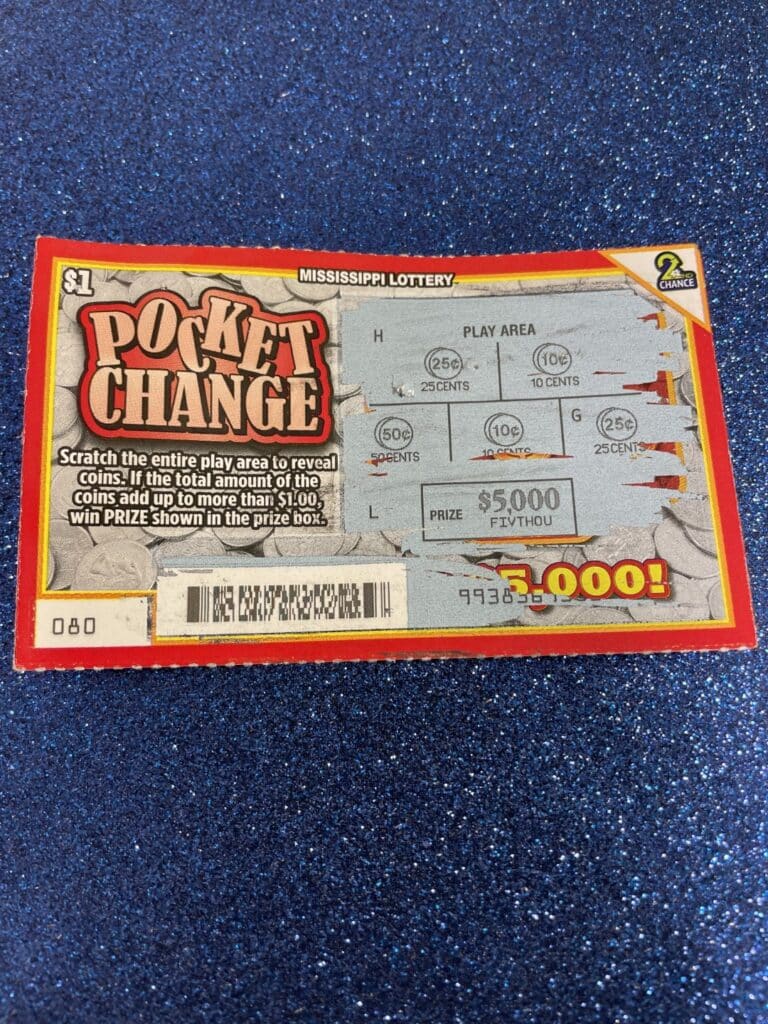 $1
MISSISSIPPI LOTTERY
2ND
CHANCE
POCKET
CHANGE
Scratch the entire play area to reveal
coins. If the total amount of the
coins add up to more than $1.00,
win PRIZE shown in the prize box.
H
PLAY AREA
25¢
25CENTS
10¢
10 CENTS
50¢
50CENTS
10¢
10 CENTS
G
25¢
25CENTS
L
PRIZE
$5,000
FIVTHOU
5,000!
080